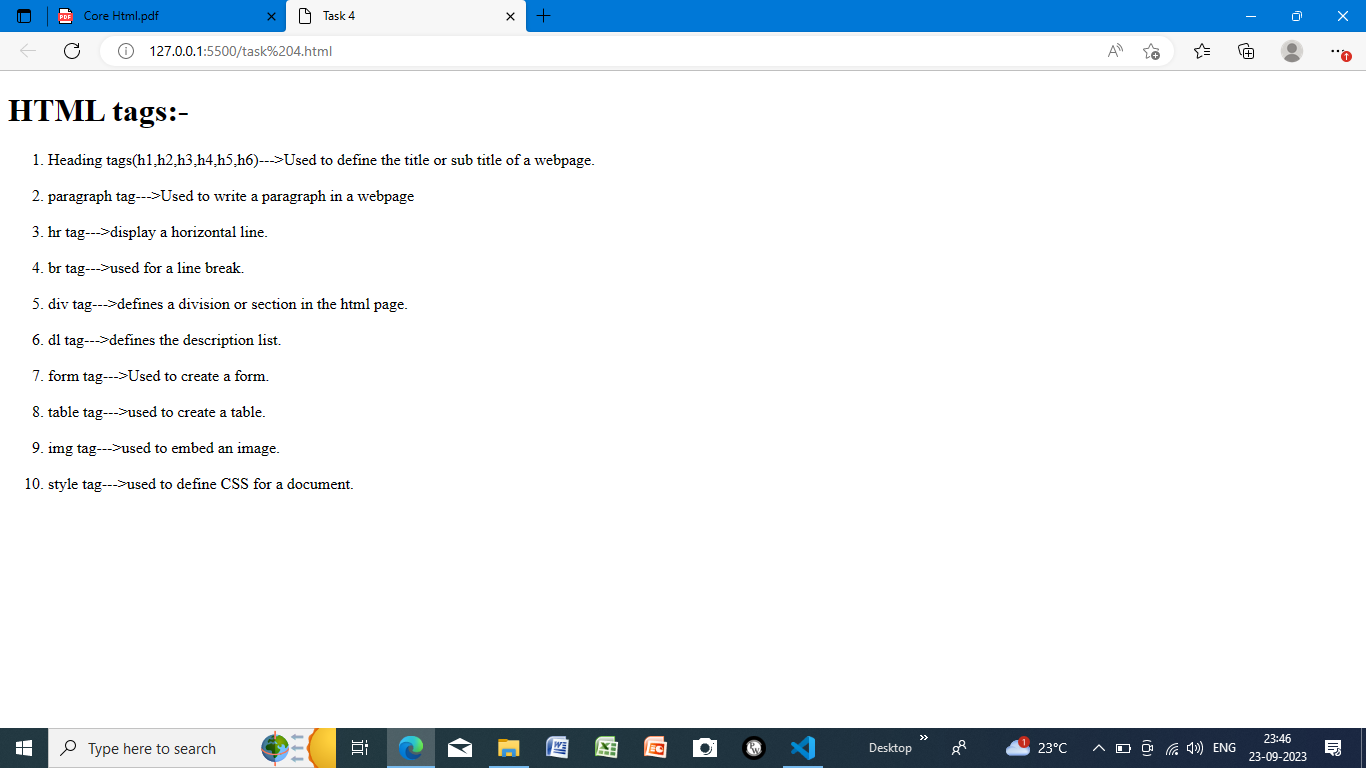 Core Html.pdf
Task 4
127.0.0.1:5500/task%204.html
HTML tags:-
1. Heading tags(h1,h2,h3,h4,h5,h6)--->Used to define the title or sub title of a webpage.
2. paragraph tag--->Used to write a paragraph in a webpage
3. hr tag--->display a horizontal line.
4. br tag--->used for a line break.
5. div tag--->defines a division or section in the html page.
6. dl tag--->defines the description list.
7. form tag--->Used to create a form.
8. table tag--->used to create a table.
9. img tag--->used to embed an image.
10. style tag--->used to define CSS for a document.
Type here to search
Desktop
1
23°C
ENG
23:46
23-09-2023